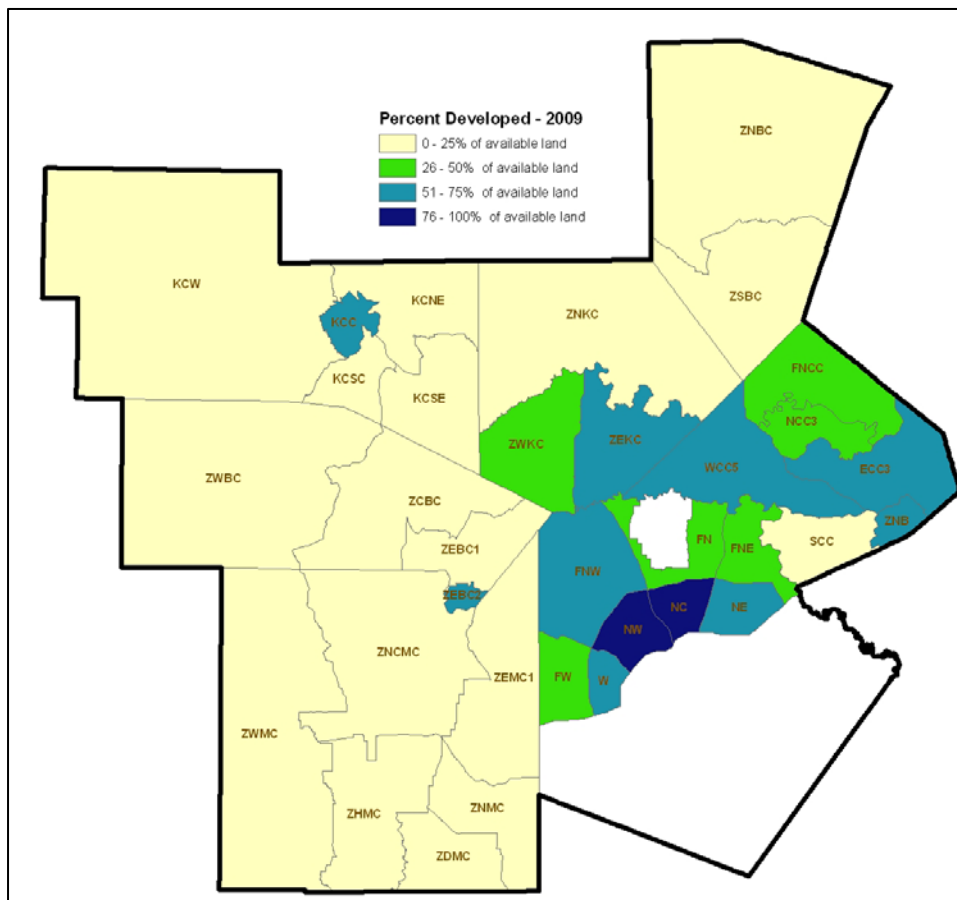 Percent Developed - 2009
0 - 25% of available land
26 - 50% of available land
51 - 75% of available land
76 - 100% of available land
ZNBC
KCW
KCNE
ZNKC
ZSBC
KCC
KCSC
KCSE
FNCC
NCC3
ZWKC
ZEKC
WCC5
ECC3
ZWBC
ZCBC
ZNB
ZEBC1
FN
FNE
SCC
FNW
ZEBC2
NC
NE
NW
ZNCMC
ZEMC1
FW
W
ZWMC
ZHMC
ZNMC
ZDMC